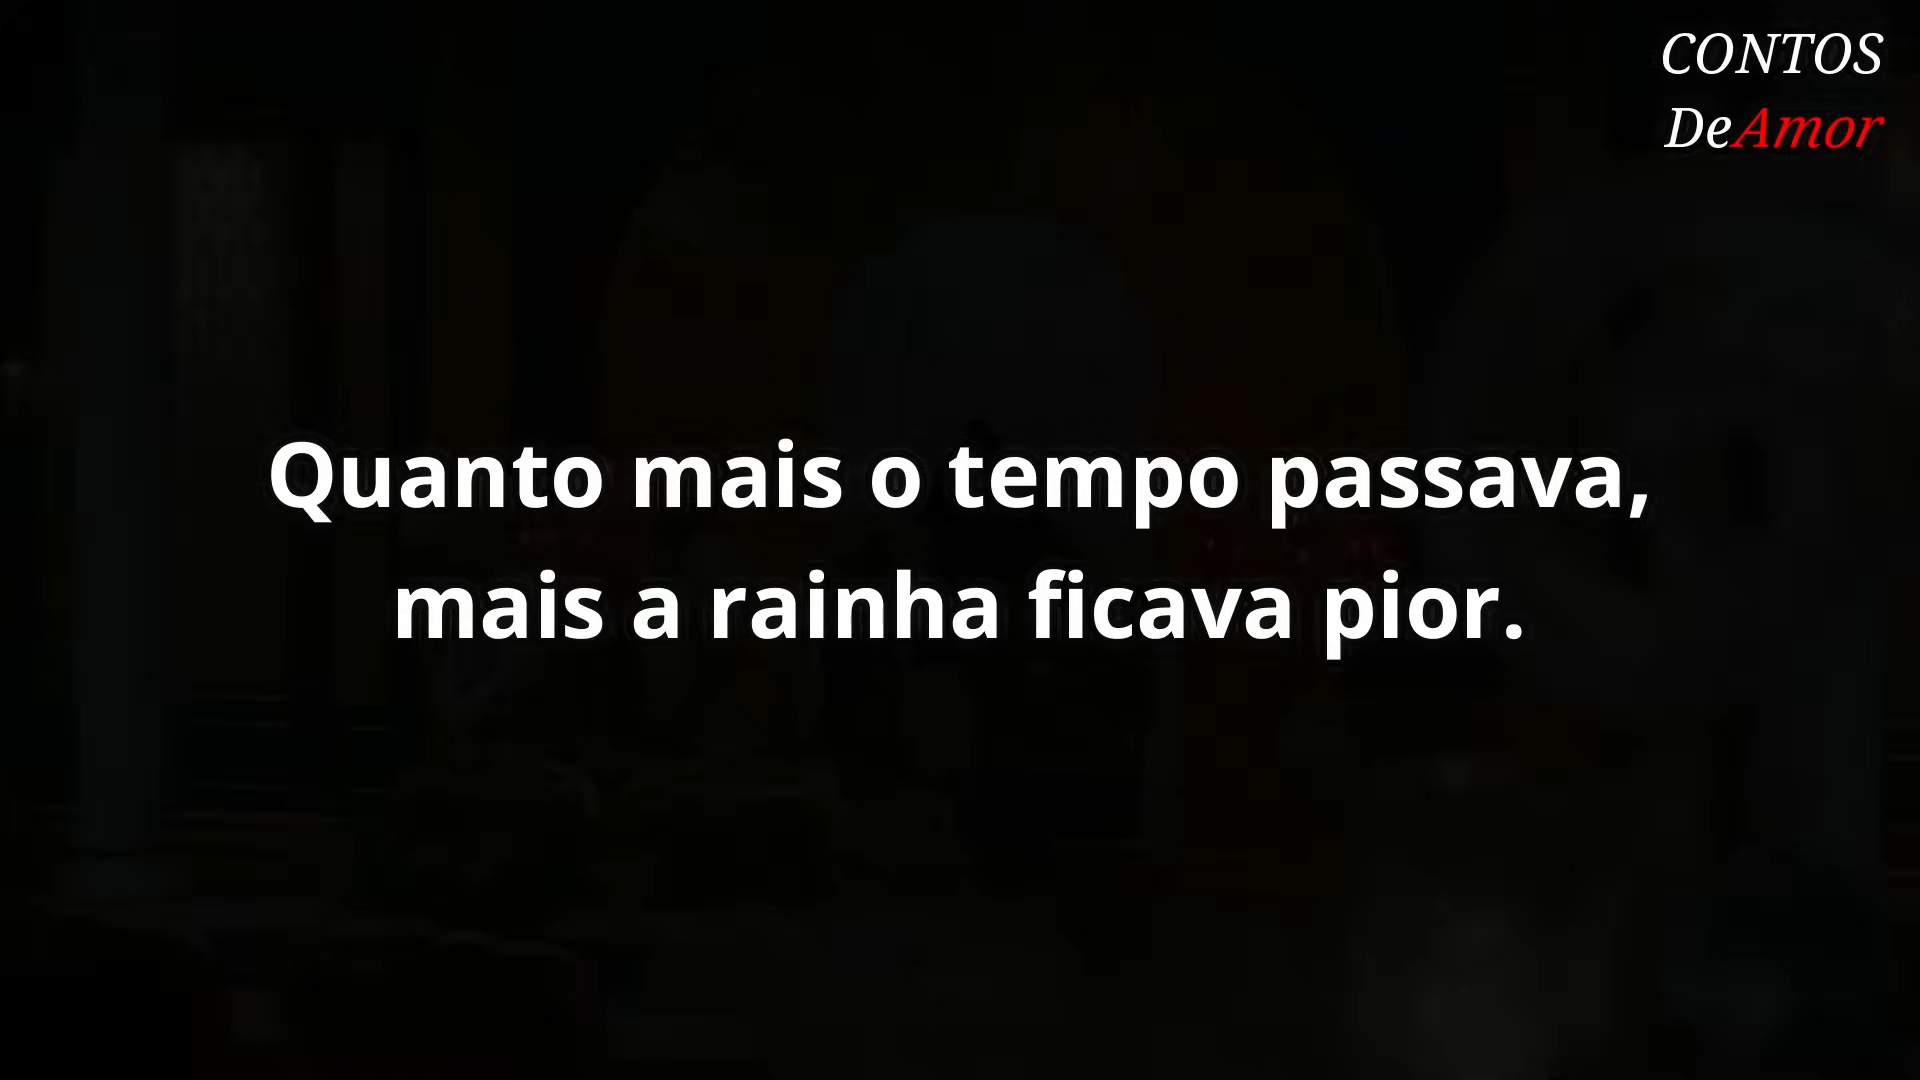 CONTOS
DeAmor
Quanto mais o tempo passava,
mais a rainha ficava pior.